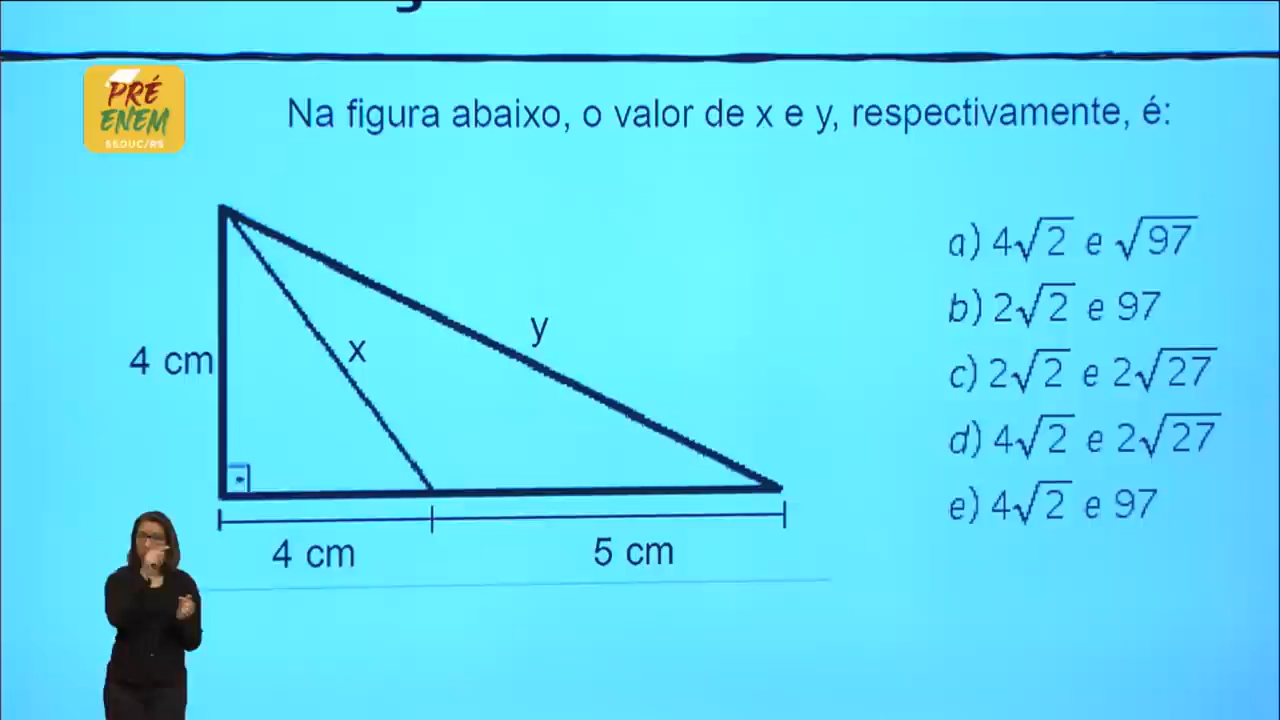 PRÉ
ENEM
SEDUC/RS
Na figura abaixo, o valor de x e y, respectivamente, é:
a) 4√2 e √97
b) 2√2 e 97
c) 2√2 e 2√27
d) 4√2 e 2√27
e) 4√2 e 97
y
x
4 cm
4 cm
5 cm